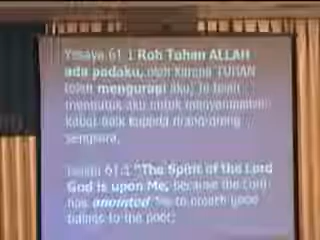 Yesaya 61:1 Roh Tuhan ALLAH
ada padaku, oleh karena TUHAN
telah mengurapi aku; Ia telah
mengutus aku untuk menyampaikan
kabar baik kepada orang-orang
sengsara,
Isaiah 61:1 "The Spirit of the Lord
God is upon Me, because the Lord
has anointed Me to preach good
tidings to the poor;